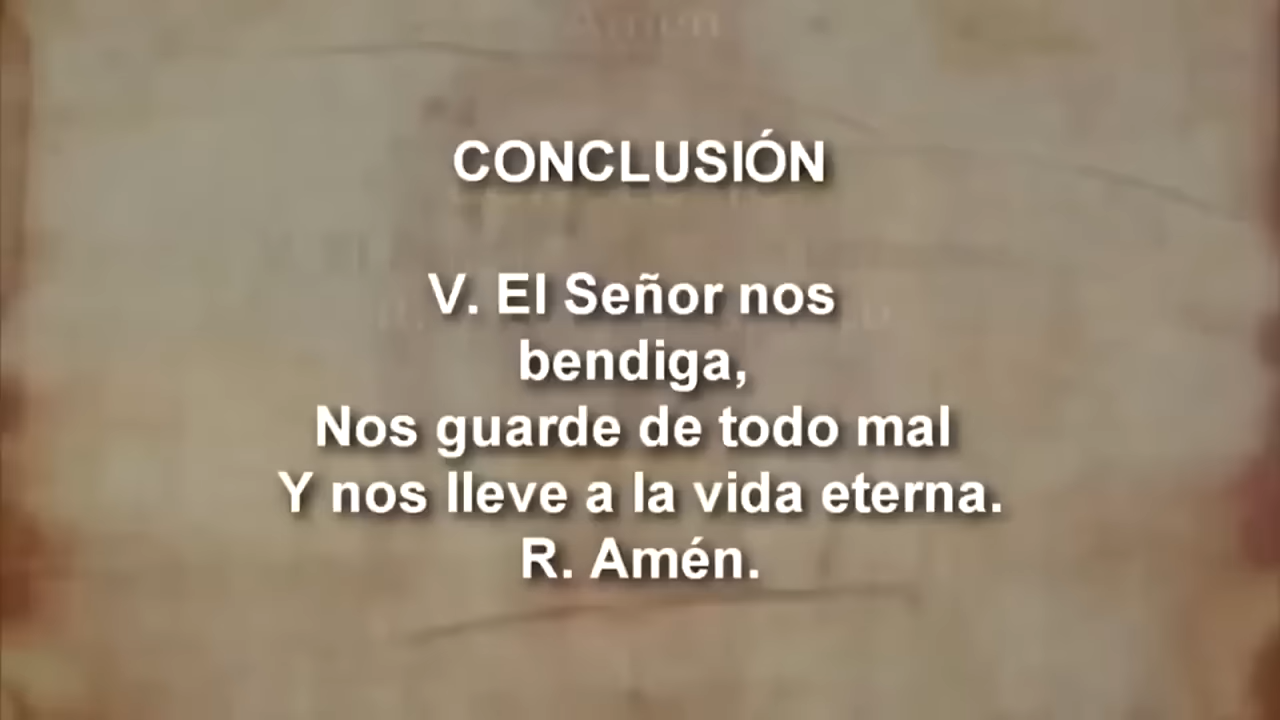 CONCLUSIÓN
V. El Señor nos
bendiga,
Nos guarde de todo mal
Y nos lleve a la vida eterna.
R. Amén.